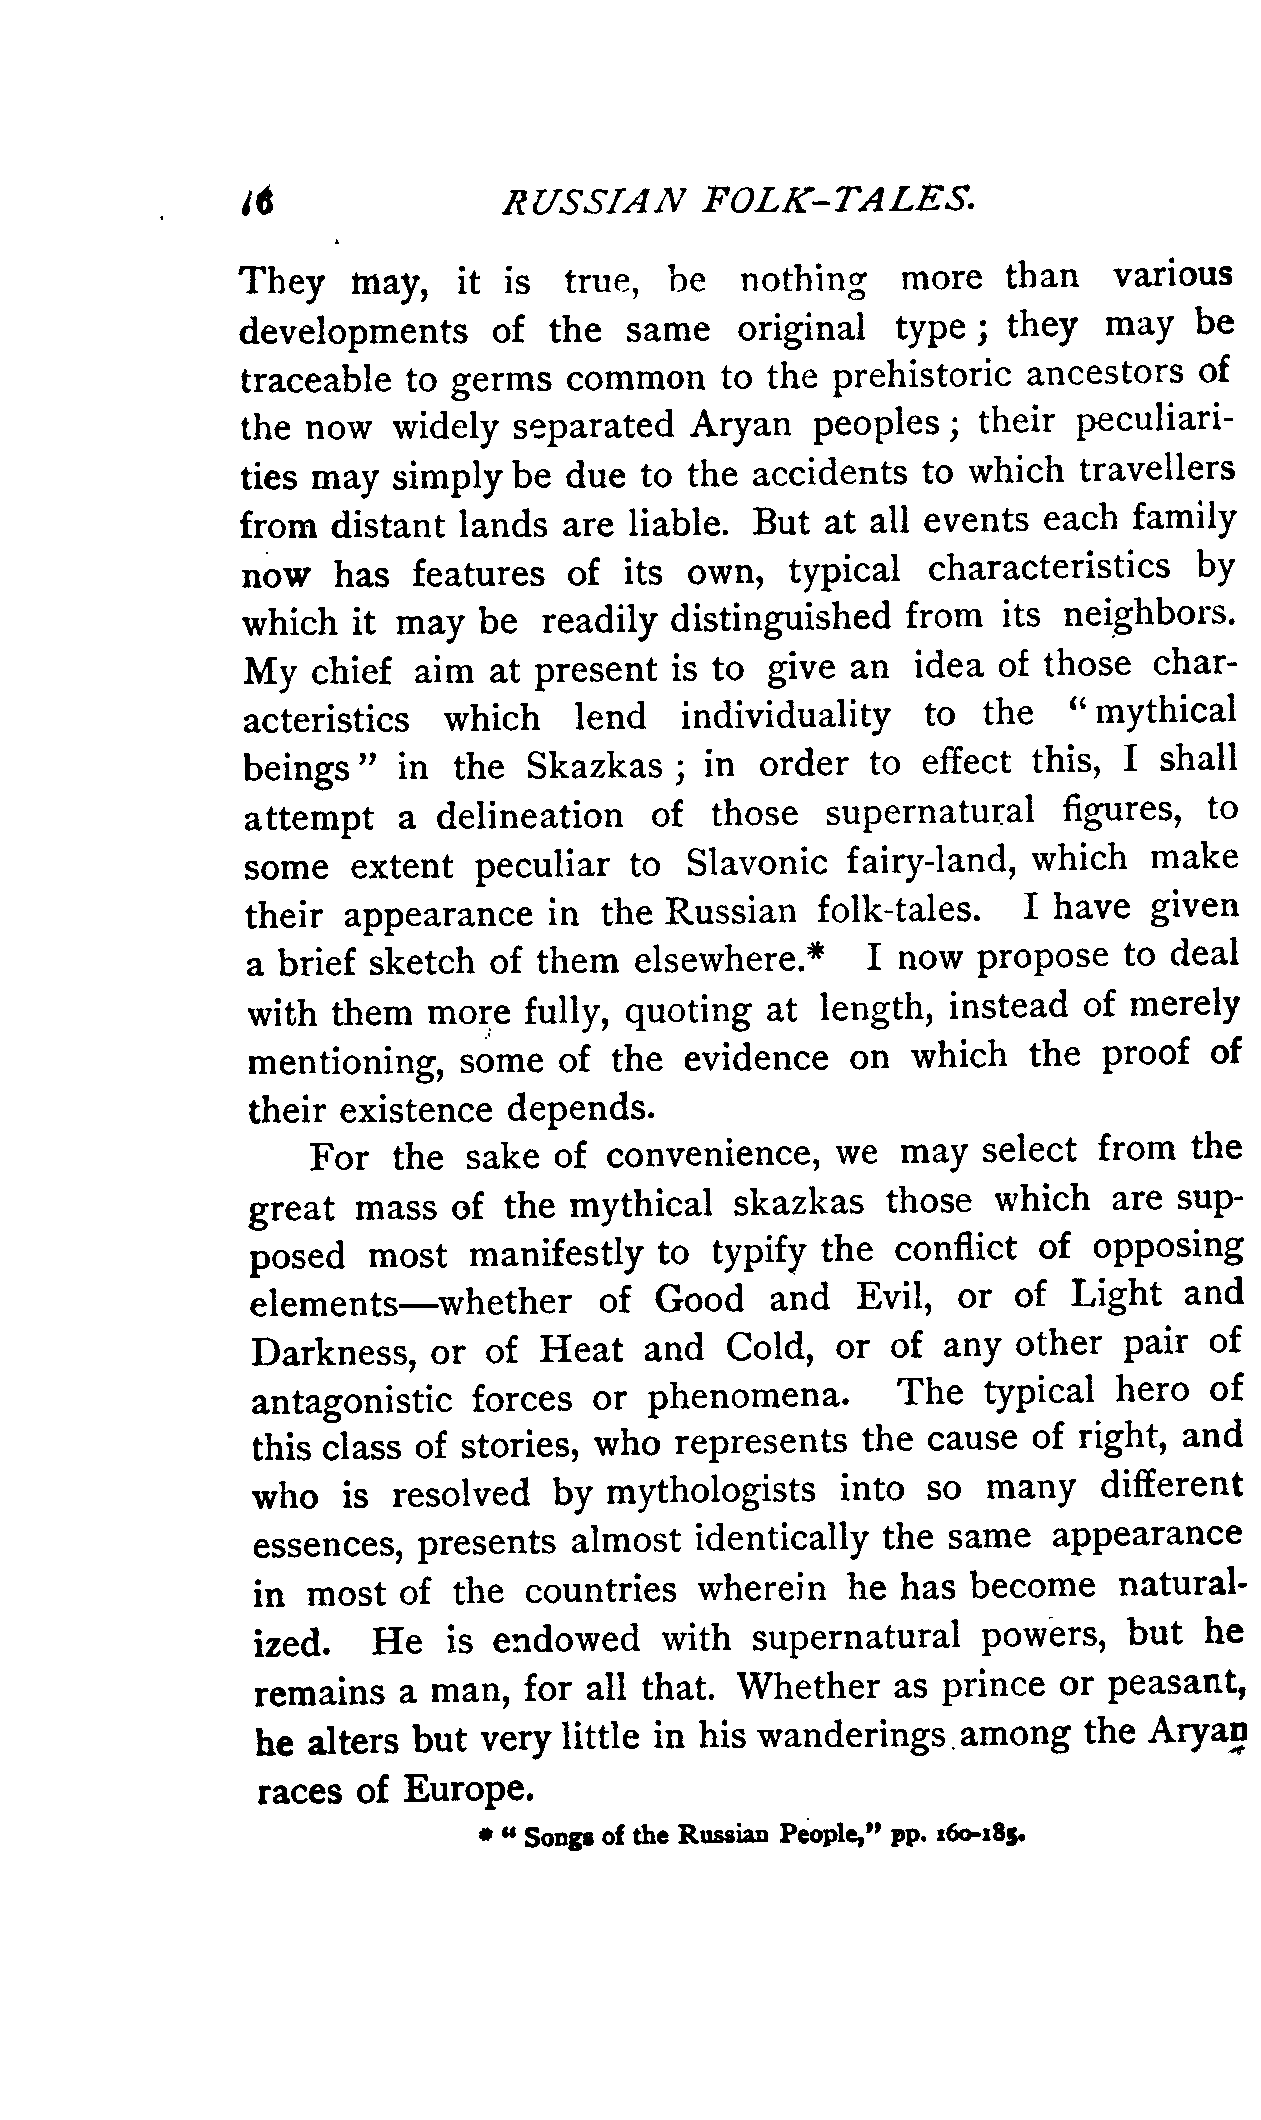 16 RUSSIAN FOLK-TALES.
They may, it is true, be nothing more than various
developments of the same original type ; they may be
traceable to germs common to the prehistoric ancestors of
the now widely separated Aryan peoples ; their peculiari-
ties may simply be due to the accidents to which travellers
from distant lands are liable. But at all events each family
now has features of its own, typical characteristics by
which it may be readily distinguished from its neighbors.
My chief aim at present is to give an idea of those char-
acteristics which lend individuality to the " mythical
beings " in the Skazkas ; in order to effect this, I shall
attempt a delineation of those supernatural figures, to
some extent peculiar to Slavonic fairy-land, which make
their appearance in the Russian folk-tales. I have given
a brief sketch of them elsewhere.* I now propose to deal
with them more fully, quoting at length, instead of merely
mentioning, some of the evidence on which the proof of
their existence depends.
For the sake of convenience, we may select from the
great mass of the mythical skazkas those which are sup-
posed most manifestly to typify the conflict of opposing
elements—whether of Good and Evil, or of Light and
Darkness, or of Heat and Cold, or of any other pair of
antagonistic forces or phenomena. The typical hero of
this class of stories, who represents the cause of right, and
who is resolved by mythologists into so many different
essences, presents almost identically the same appearance
in most of the countries wherein he has become natural-
ized. He is endowed with supernatural powers, but he
remains a man, for all that. Whether as prince or peasant,
he alters but very little in his wanderings among the Aryan
races of Europe.
* " Songs of the Russian People," pp. 160-185.